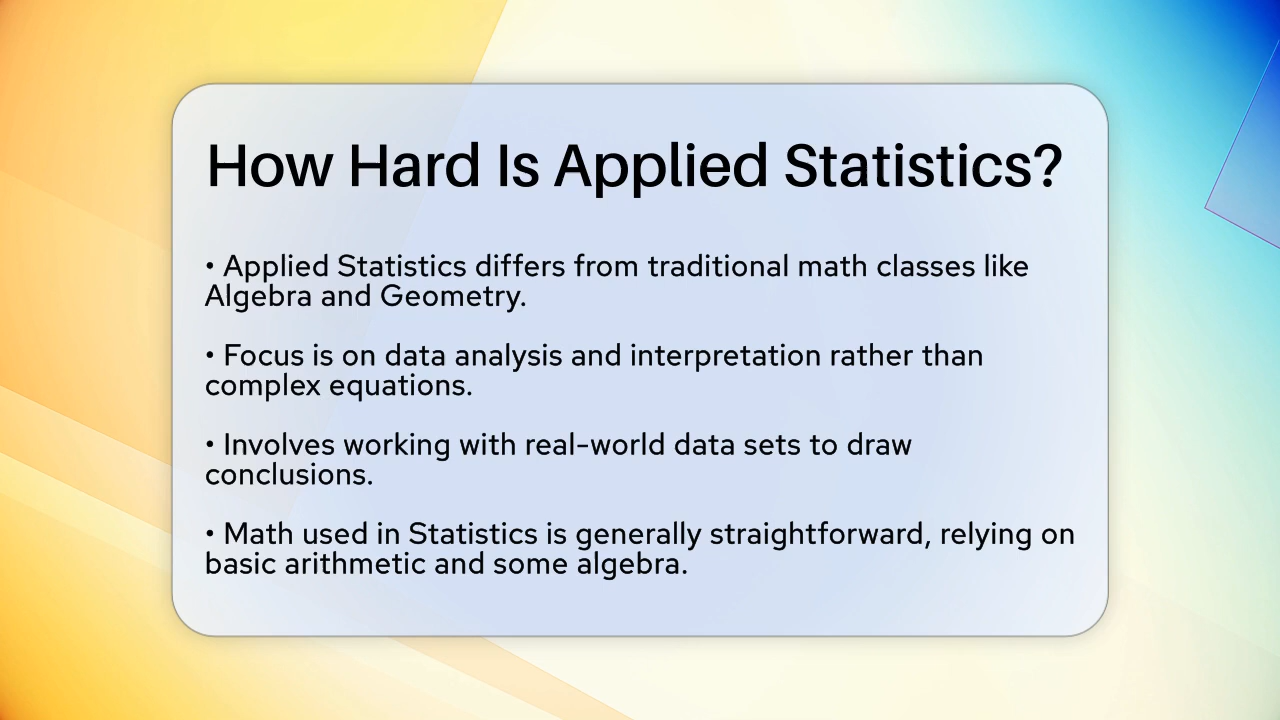 How Hard Is Applied Statistics?
• Applied Statistics differs from traditional math classes like
Algebra and Geometry.
• Focus is on data analysis and interpretation rather than
complex equations.
• Involves working with real-world data sets to draw
conclusions.
• Math used in Statistics is generally straightforward, relying on
basic arithmetic and some algebra.